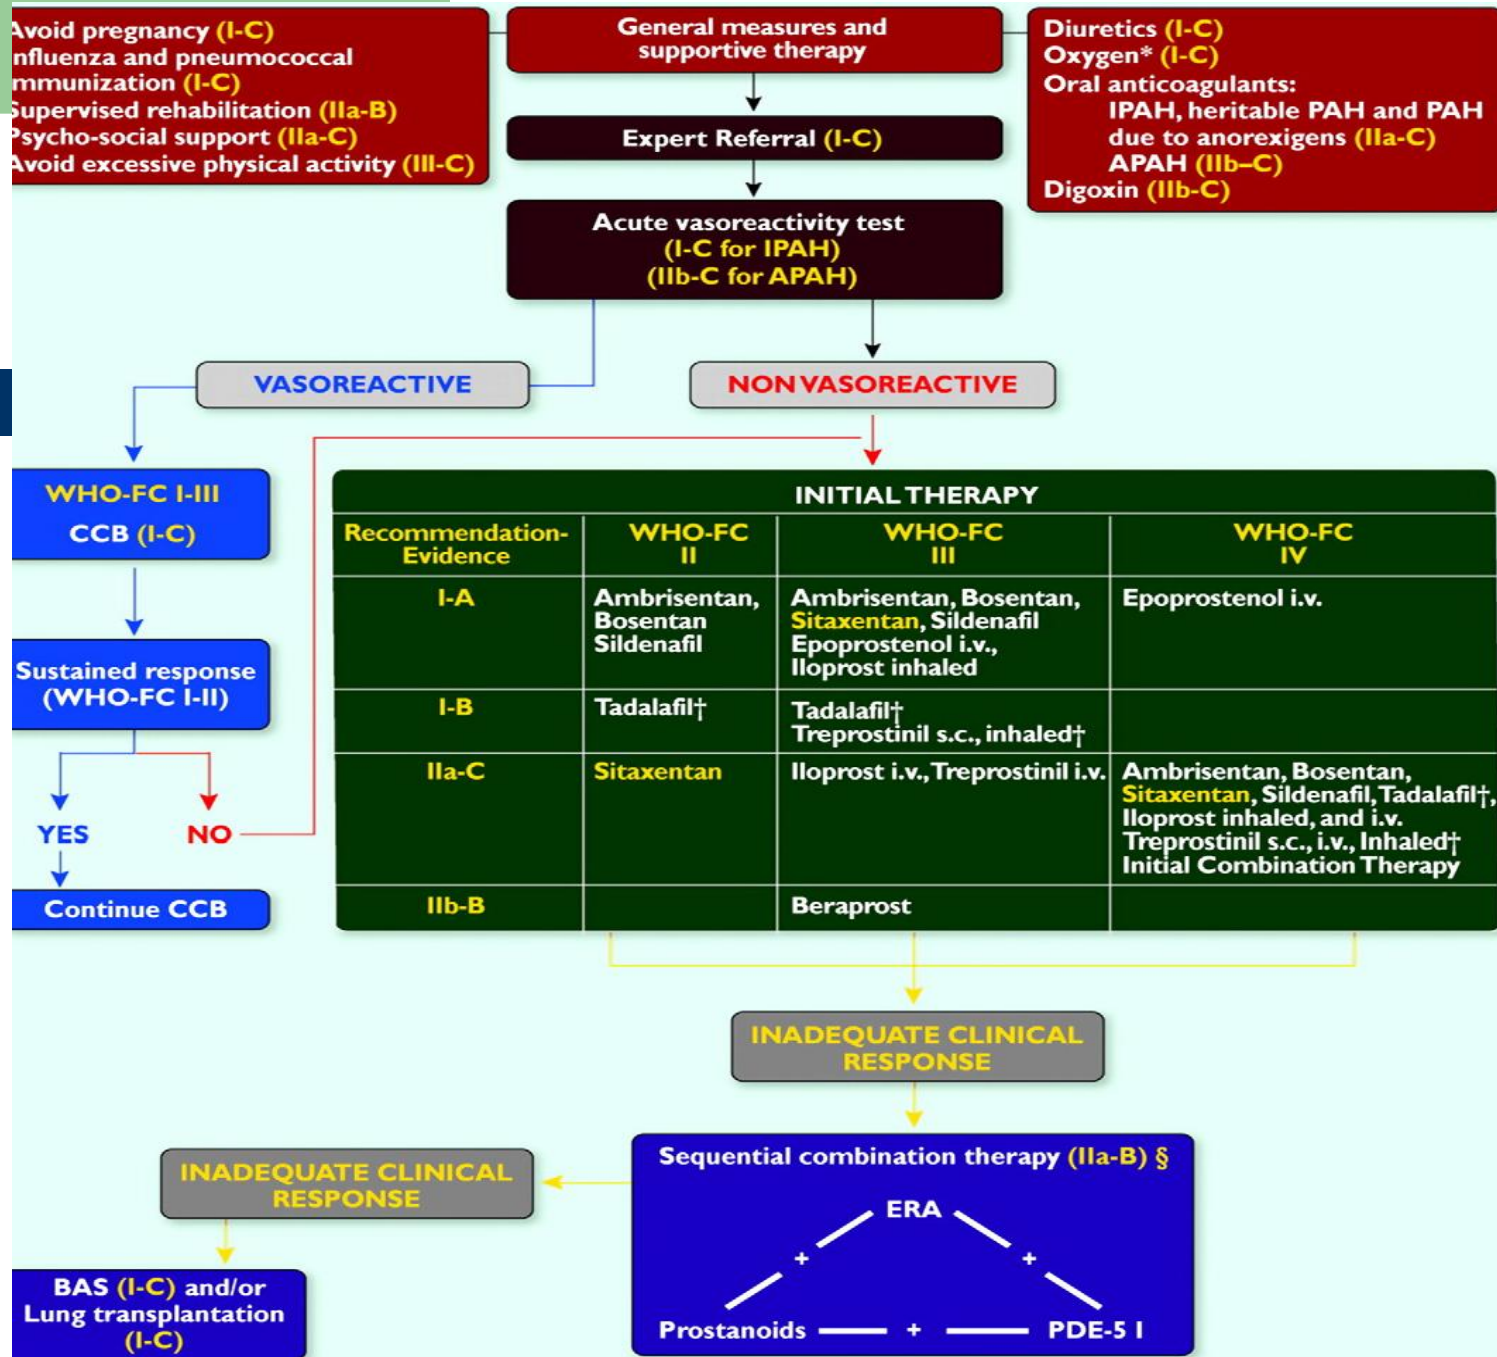 Avoid pregnancy (I-C)
nfluenza and pneumococcal
mmunization (I-C)
Supervised rehabilitation (IIa-B)
Psycho-social support (IIa-C)
Avoid excessive physical activity (III-C)
General measures and
supportive therapy
Diuretics (I-C)
Oxygen* (I-C)
Oral anticoagulants:
IPAH, heritable PAH and PAH
due to anorexigens (IIa-C)
APAH (IIb–C)
Digoxin (IIb-C)
Expert Referral (I-C)
Acute vasoreactivity test
(I-C for IPAH)
(IIb-C for APAH)
VASOREACTIVE
NON VASOREACTIVE
WHO-FC I-III
CCB (I-C)
Sustained response
(WHO-FC I-II)
YES
NO
Continue CCB
INITIAL THERAPY
Recommendation-
Evidence
WHO-FC
II
WHO-FC
III
WHO-FC
IV
I-A
Ambrisentan,
Bosentan
Sildenafil
Ambrisentan, Bosentan,
Sitaxentan, Sildenafil
Epoprostenol i.v.,
Iloprost inhaled
Epoprostenol i.v.
I-B
Tadalafil†
Tadalafil†
Treprostinil s.c., inhaled†
IIa-C
Sitaxentan
Iloprost i.v., Treprostinil i.v.
Ambrisentan, Bosentan,
Sitaxentan, Sildenafil, Tadalafil†,
Iloprost inhaled, and i.v.
Treprostinil s.c., i.v., Inhaled†
Initial Combination Therapy
IIb-B
Beraprost
INADEQUATE CLINICAL
RESPONSE
Sequential combination therapy (IIa-B) §
ERA
+
+
Prostanoids
+
PDE-5 I
INADEQUATE CLINICAL
RESPONSE
BAS (I-C) and/or
Lung transplantation
(I-C)